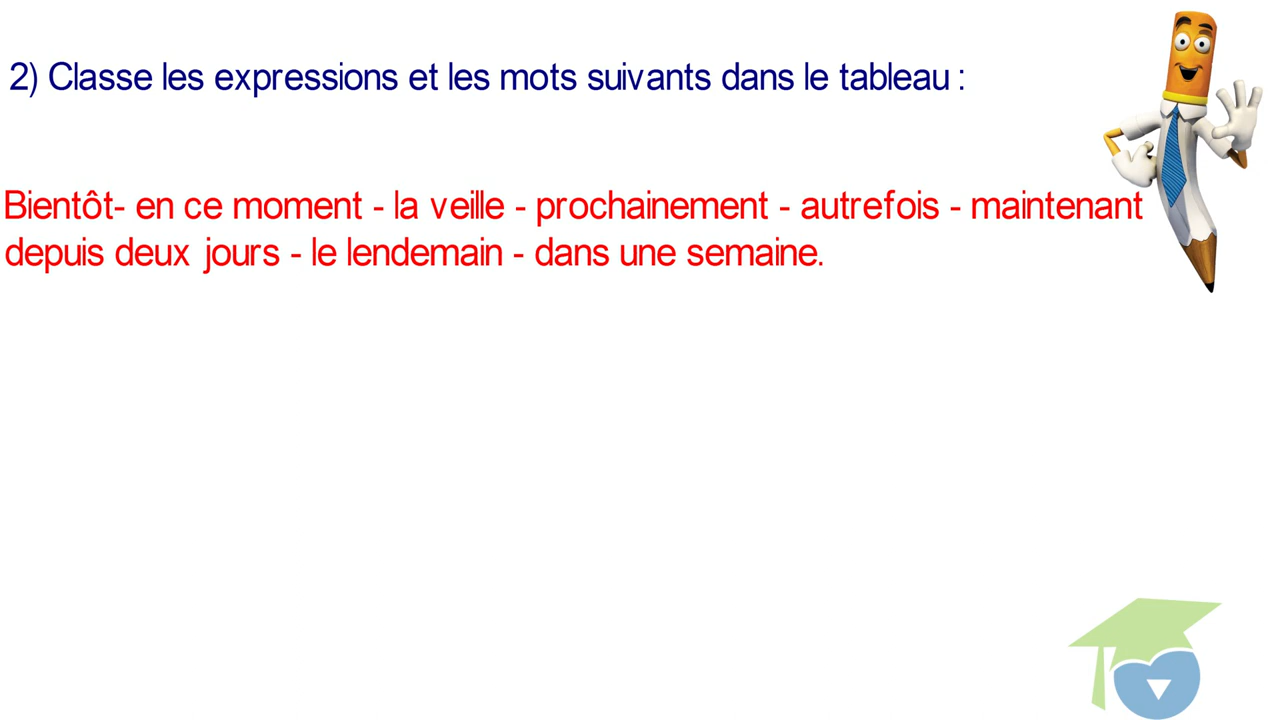 2) Classe les expressions et les mots suivants dans le tableau :
Bientôt- en ce moment - la veille - prochainement - autrefois - maintenant
depuis deux jours - le lendemain - dans une semaine.